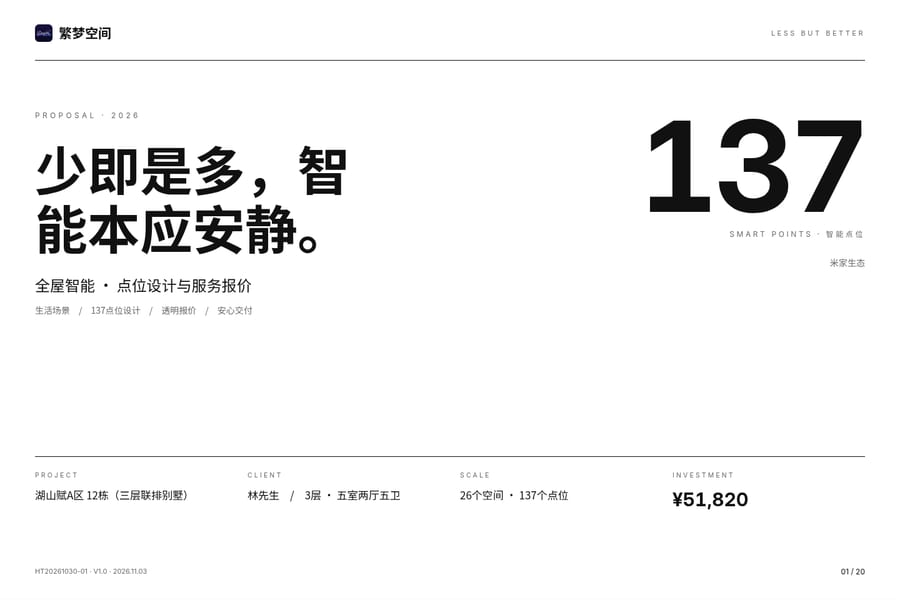 繁梦空间
LESS BUT BETTER
PROPOSAL · 2026
少即是多，智
能本应安静。
全屋智能 · 点位设计与服务报价
生活场景 / 137点位设计 / 透明报价 / 安心交付
137
SMART POINTS · 智能点位
米家生态
PROJECT
湖山赋A区 12栋（三层联排别墅）
CLIENT
林先生 / 3层 · 五室两厅五卫
SCALE
26个空间 · 137个点位
INVESTMENT
¥51,820
HT20261030-01 · V1.0 · 2026.11.03
01 / 20